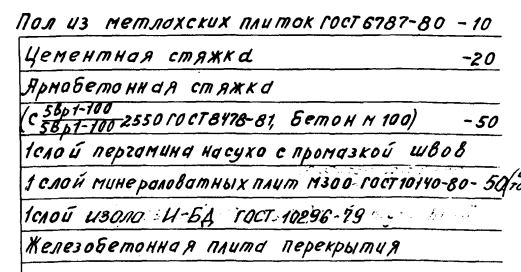 Пол из метлахских плиток ГОСТ 6787-80 -10
Цементная стяжка -20
Армобетонная стяжка
(с 5Вр1-100/5Вр1-100 2550 ГОСТ 8478-81, Бетон М 100) -50
1 слой пергамина насухо с промазкой швов
1 слой минераловатных плит М300 ГОСТ 10140-80- 50
1 слой изола И-БД ГОСТ 10296-79
Железобетонная плита перекрытия